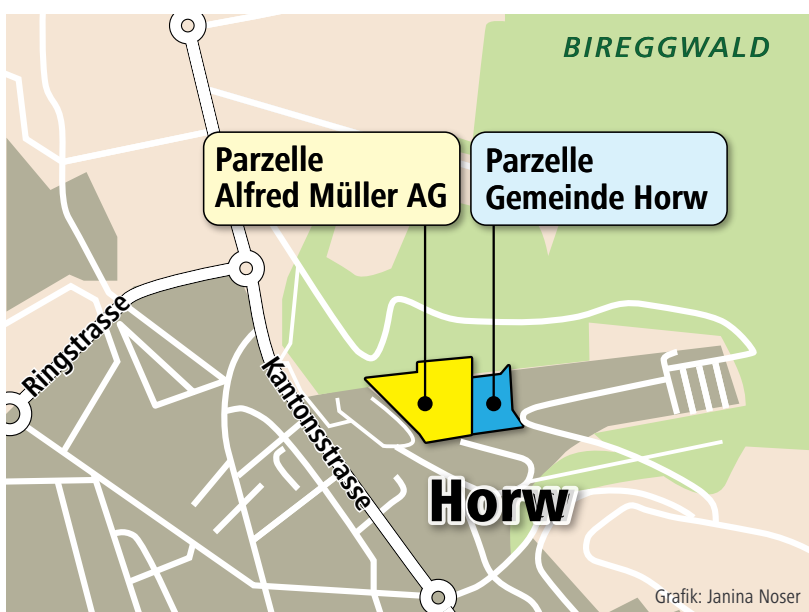 BIREGGWALD
Parzelle
Alfred Müller AG
Parzelle
Gemeinde Horw
Ringstrasse
Kantonsstrasse
Horw
Grafik: Janina Noser